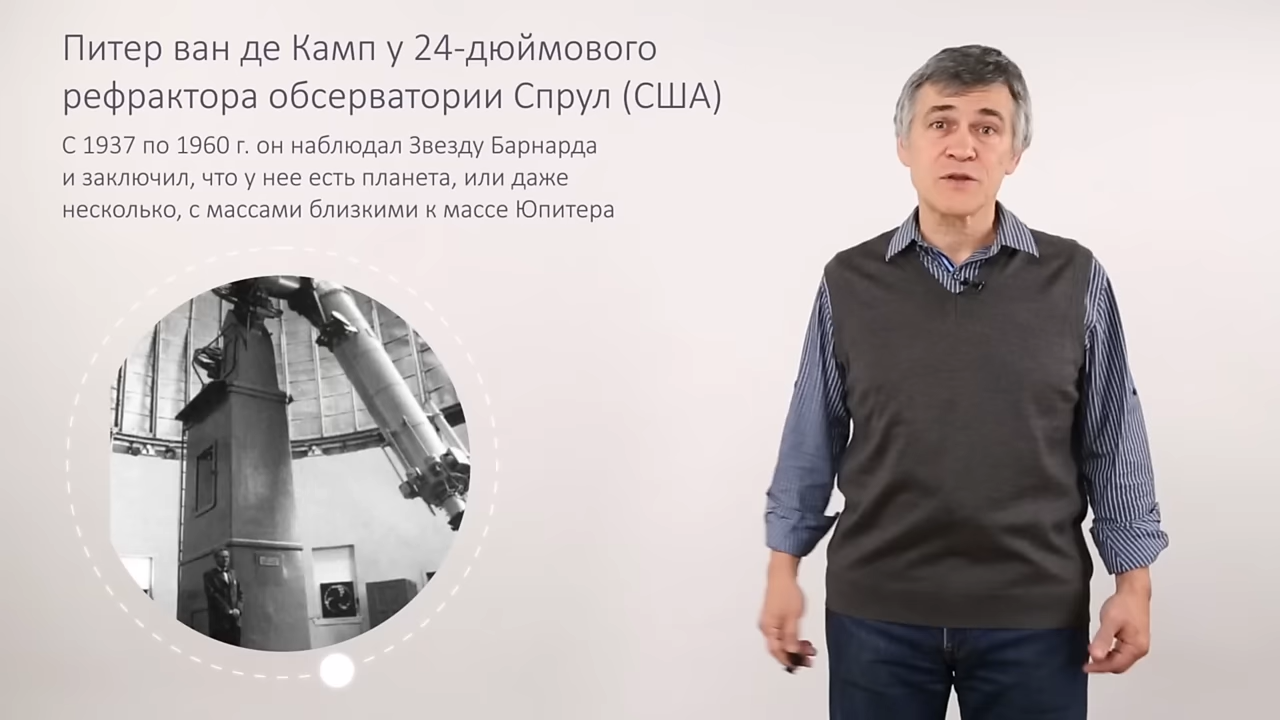 Питер ван де Камп у 24-дюймового
рефрактора обсерватории Спрул (США)
С 1937 по 1960 г. он наблюдал Звезду Барнарда
и заключил, что у нее есть планета, или даже
несколько, с массами близкими к массе Юпитера